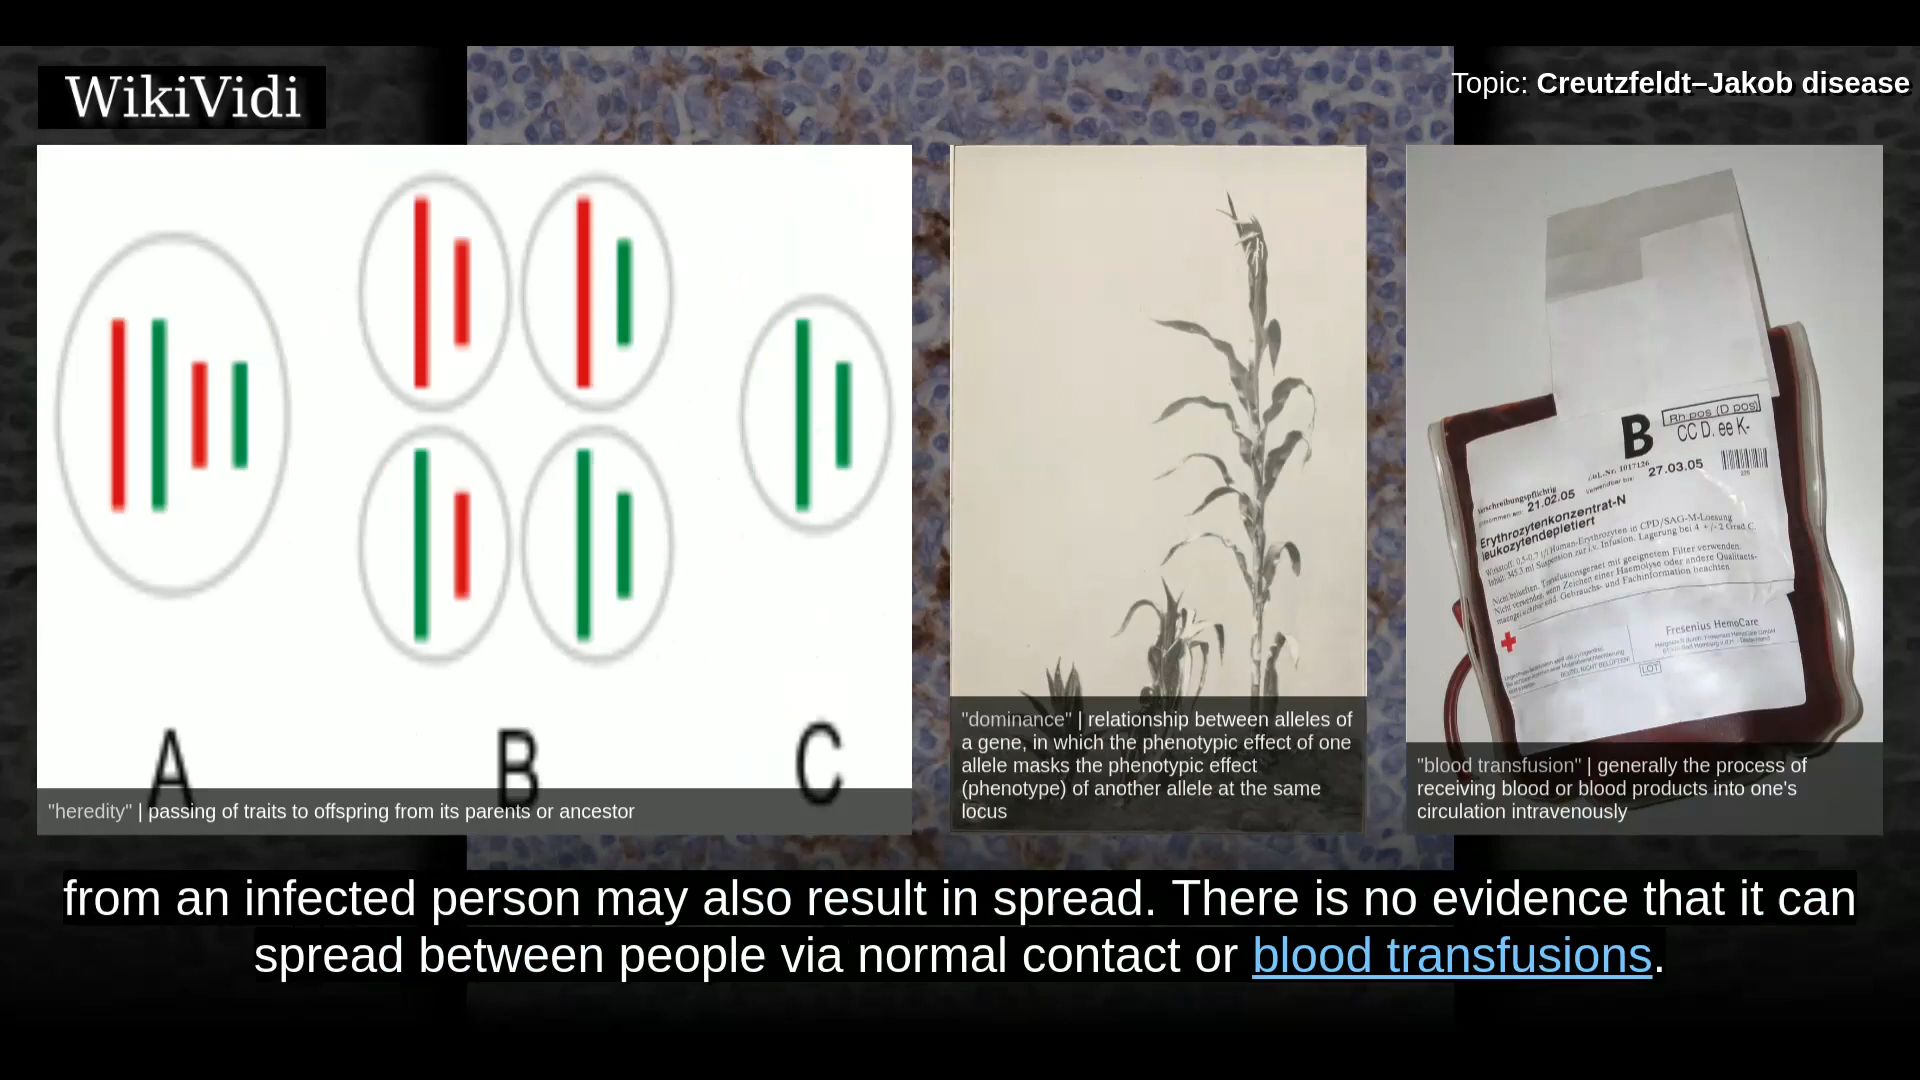 WikiVidi
Topic: Creutzfeldt–Jakob disease
A
B
C
"heredity" | passing of traits to offspring from its parents or ancestor
"dominance" | relationship between alleles of
a gene, in which the phenotypic effect of one
allele masks the phenotypic effect
(phenotype) of another allele at the same
locus
B
Rh pos (D pos)
CC D. ee K-
27.03.05
21.02.05
Erythrozytenkonzentrat-N
leukozytendepletiert
Fresenius HemoCare
LOT
"blood transfusion" | generally the process of
receiving blood or blood products into one's
circulation intravenously
from an infected person may also result in spread. There is no evidence that it can
spread between people via normal contact or blood transfusions.